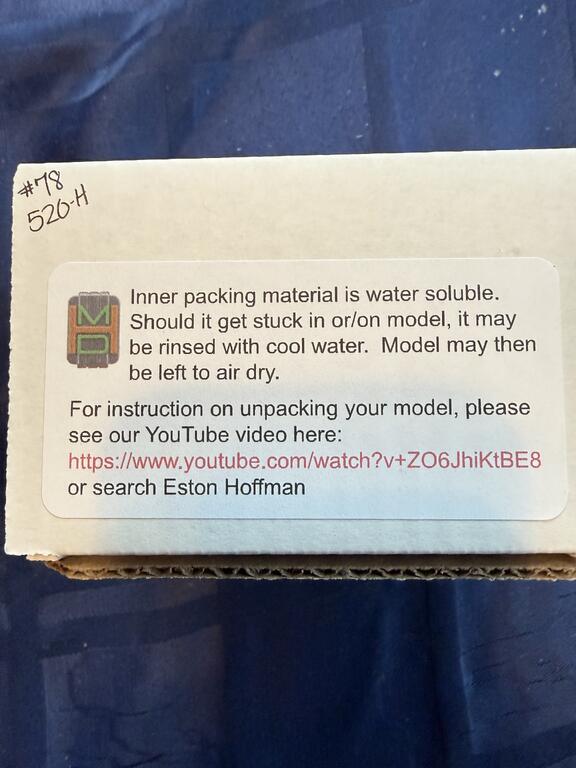 #78
520-H
MHD
Inner packing material is water soluble.
Should it get stuck in or/on model, it may
be rinsed with cool water. Model may then
be left to air dry.
For instruction on unpacking your model, please
see our YouTube video here:
https://www.youtube.com/watch?v+ZO6JhiKtBE8
or search Eston Hoffman